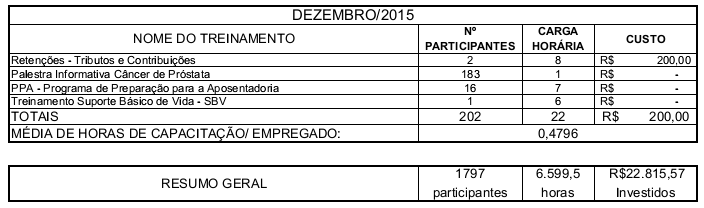 DEZEMBRO/2015
NOME DO TREINAMENTO Nº PARTICIPANTES CARGA HORÁRIA CUSTO
Retenções - Tributos e Contribuições 2 8 R$ 200,00
Palestra Informativa Câncer de Próstata 183 1 R$ -
PPA - Programa de Preparação para a Aposentadoria 16 7 R$ -
Treinamento Suporte Básico de Vida - SBV 1 6 R$ -
TOTAIS 202 22 R$ 200,00
MÉDIA DE HORAS DE CAPACITAÇÃO/ EMPREGADO: 0,4796
RESUMO GERAL 1797 participantes 6.599,5 horas R$22.815,57 Investidos